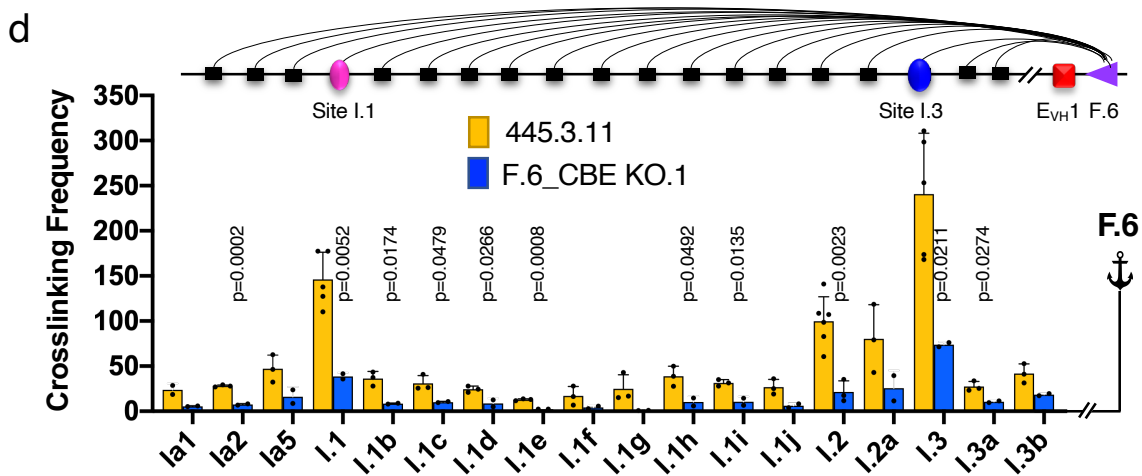 d
Site I.1
Site I.3
EVH1 F.6
445.3.11
F.6_CBE KO.1
Crosslinking Frequency
350
300
250
200
150
100
50
0
p=0.0002
p=0.0052
p=0.0174
p=0.0479
p=0.0266
p=0.0008
p=0.0492
p=0.0135
p=0.0023
p=0.0211
p=0.0274
F.6
Ia1
Ia2
Ia5
I.1
I.1b
I.1c
I.1d
I.1e
I.1f
I.1g
I.1h
I.1i
I.1j
I.2
I.2a
I.3
I.3a
I.3b